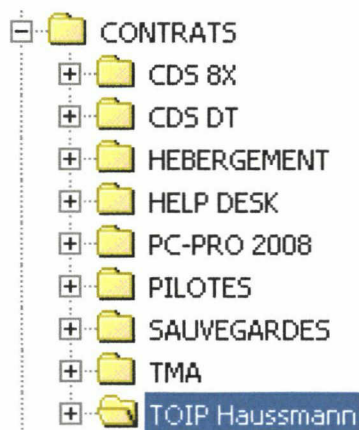 CONTRATS
CDS 8X
CDS DT
HEBERGEMENT
HELP DESK
PC-PRO 2008
PILOTES
SAUVEGARDES
TMA
TOIP Haussmann